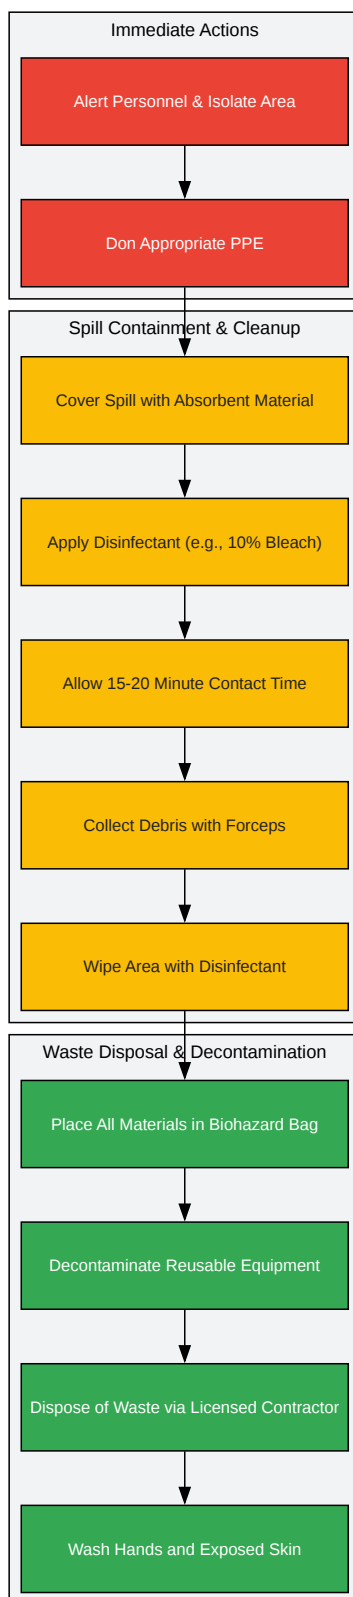 Immediate Actions
Alert Personnel & Isolate Area
Don Appropriate PPE
Spill Containment & Cleanup
Cover Spill with Absorbent Material
Apply Disinfectant (e.g., 10% Bleach)
Allow 15-20 Minute Contact Time
Collect Debris with Forceps
Wipe Area with Disinfectant
Waste Disposal & Decontamination
Place All Materials in Biohazard Bag
Decontaminate Reusable Equipment
Dispose of Waste via Licensed Contractor
Wash Hands and Exposed Skin